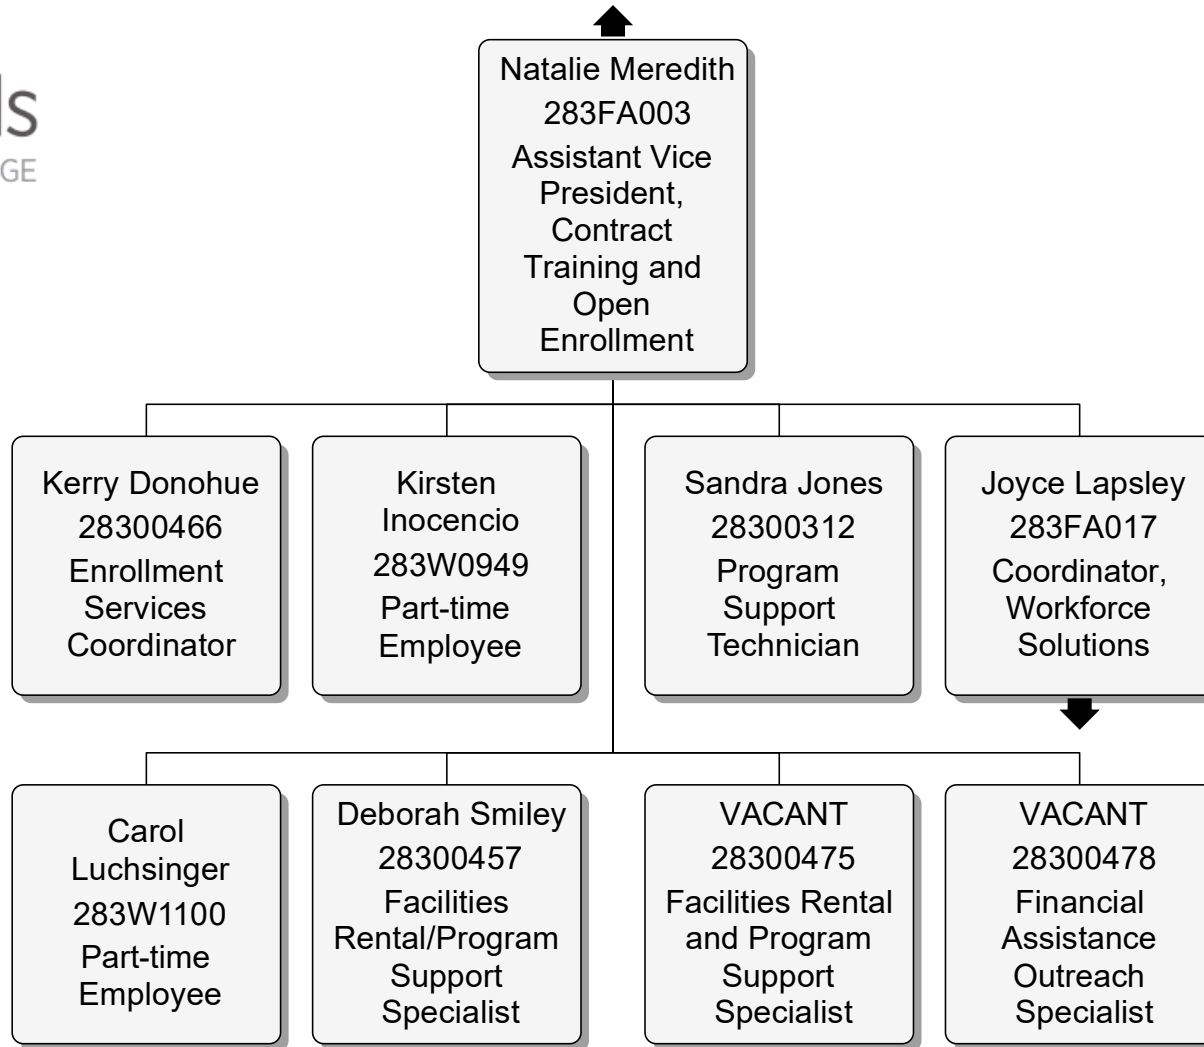 ls
GE
Natalie Meredith
283FA003
Assistant Vice
President,
Contract
Training and
Open
Enrollment
Kerry Donohue
28300466
Enrollment
Services
Coordinator
Kirsten
Inocencio
283W0949
Part-time
Employee
Sandra Jones
28300312
Program
Support
Technician
Joyce Lapsley
283FA017
Coordinator,
Workforce
Solutions
Carol
Luchsinger
283W1100
Part-time
Employee
Deborah Smiley
28300457
Facilities
Rental/Program
Support
Specialist
VACANT
28300475
Facilities Rental
and Program
Support
Specialist
VACANT
28300478
Financial
Assistance
Outreach
Specialist